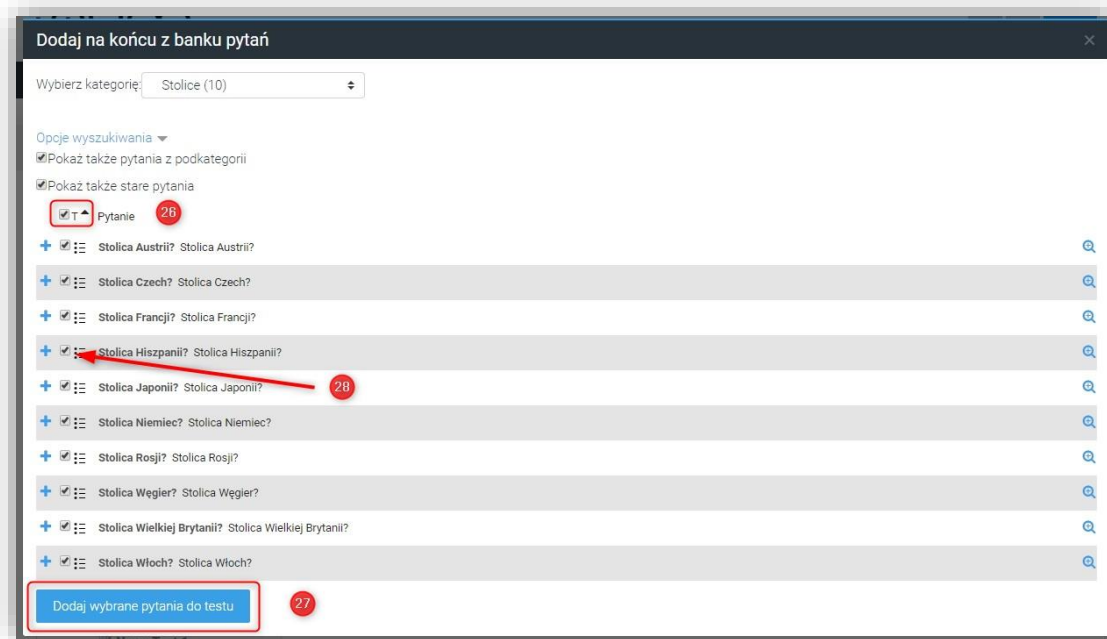 Dodaj na końcu z banku pytań ×
Wybierz kategorię: Stolice (10)
Opcje wyszukiwania
Pokaż także pytania z podkategorii
Pokaż także stare pytania
T Pytanie 26
Stolica Austrii? Stolica Austrii?
Stolica Czech? Stolica Czech?
Stolica Francji? Stolica Francji?
Stolica Hiszpanii? Stolica Hiszpanii?
Stolica Japonii? Stolica Japonii? 28
Stolica Niemiec? Stolica Niemiec?
Stolica Rosji? Stolica Rosji?
Stolica Węgier? Stolica Węgier?
Stolica Wielkiej Brytanii? Stolica Wielkiej Brytanii?
Stolica Włoch? Stolica Włoch?
Dodaj wybrane pytania do testu 27